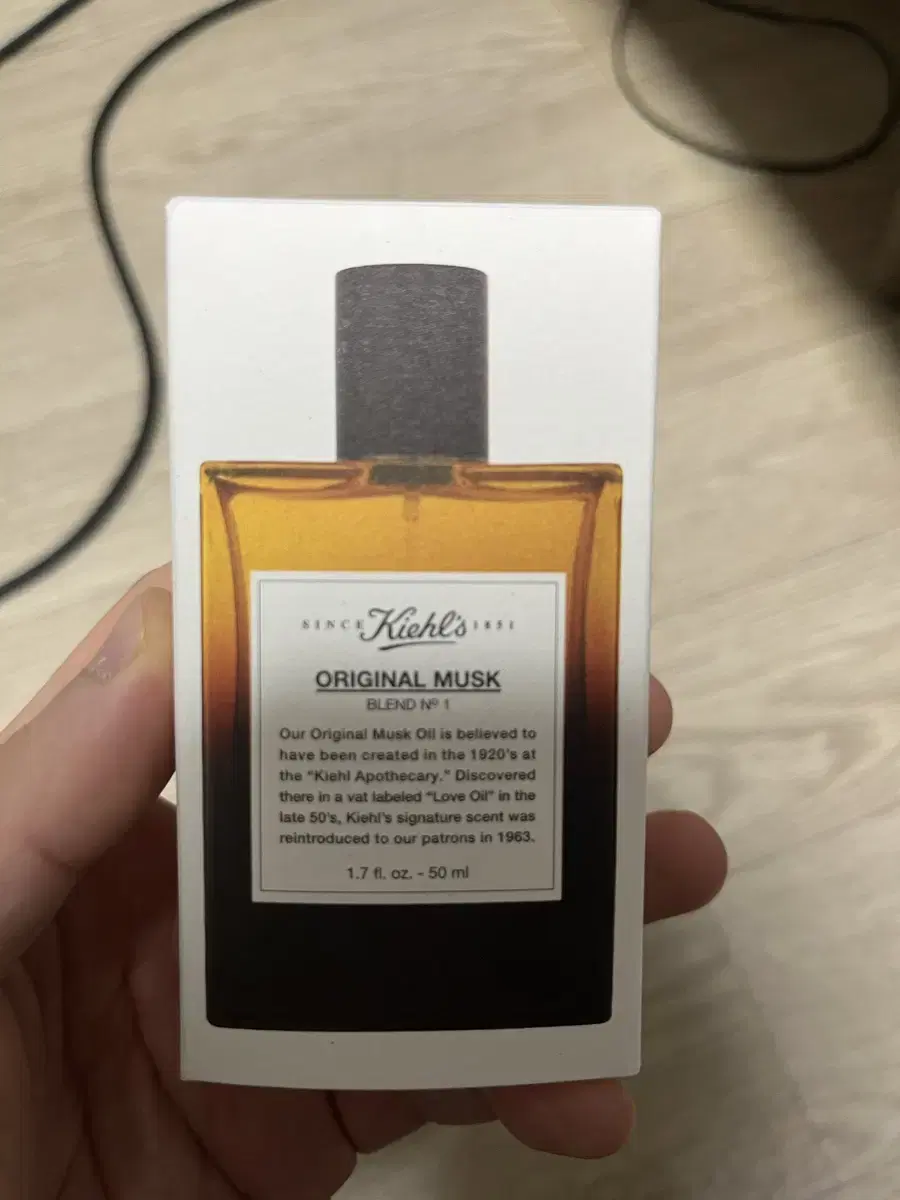 SINCE Kiehl's 1851
ORIGINAL MUSK
BLEND Nº 1
Our Original Musk Oil is believed to
have been created in the 1920's at
the "Kiehl Apothecary." Discovered
there in a vat labeled "Love Oil" in the
late 50's, Kiehl's signature scent was
reintroduced to our patrons in 1963.
1.7 fl. oz. - 50 ml